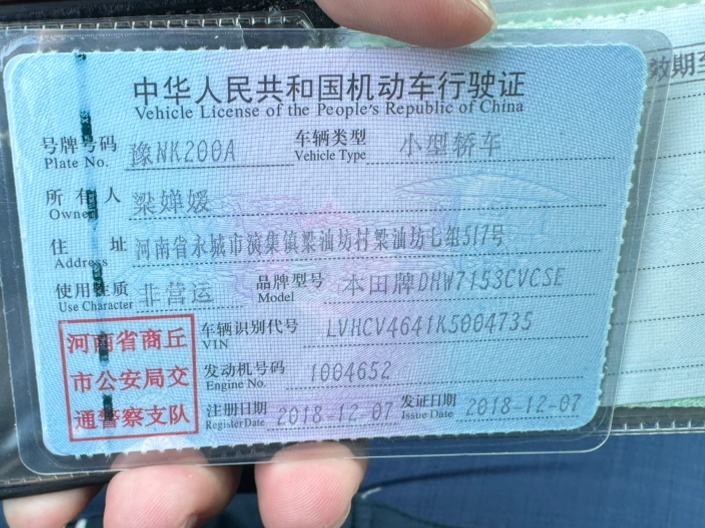 中华人民共和国机动车行驶证
Vehicle License of the People's Republic of China
号牌号码 豫NK200A 车辆类型 小型轿车
Plate No. Vehicle Type
所有人 梁婵媛
Owner
住址 河南省永城市演集镇梁油坊村梁油坊七组517号
Address
使用性质 非营运 品牌型号 本田牌DHW7153CVCSE
Use Character Model
车辆识别代号 LVHCV4641K5004735
VIN
发动机号码 1004652
Engine No.
注册日期 2018-12-07 发证日期 2018-12-07
Register Date Issue Date
河南省商丘
市公安局交
通警察支队
效期至